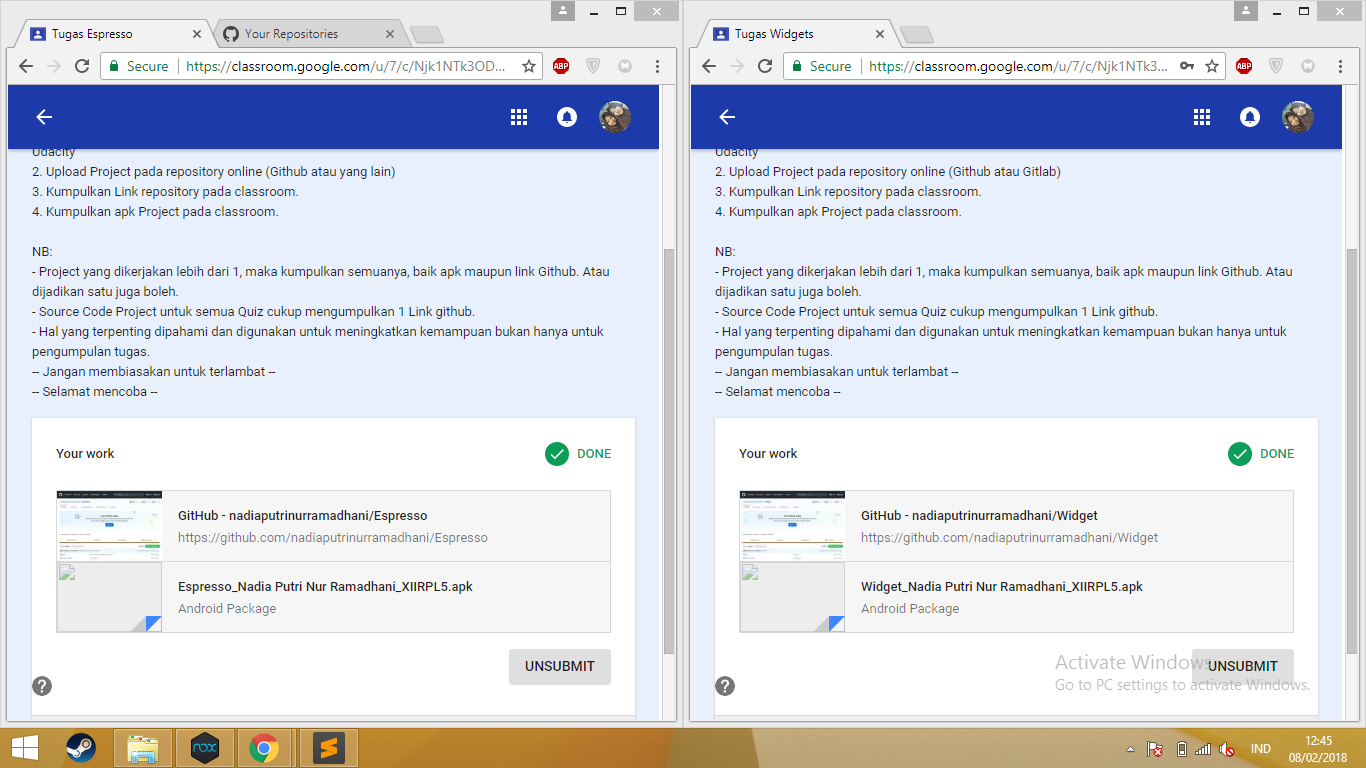 Tugas Espresso
Your Repositories
Secure
https://classroom.google.com/u/7/c/Njk1NTk3OD...
ABP
Udacity
2. Upload Project pada repository online (Github atau yang lain)
3. Kumpulkan Link repository pada classroom.
4. Kumpulkan apk Project pada classroom.
NB:
- Project yang dikerjakan lebih dari 1, maka kumpulkan semuanya, baik apk maupun link Github. Atau
dijadikan satu juga boleh.
- Source Code Project untuk semua Quiz cukup mengumpulkan 1 Link github.
- Hal yang terpenting dipahami dan digunakan untuk meningkatkan kemampuan bukan hanya untuk
pengumpulan tugas.
-- Jangan membiasakan untuk terlambat --
-- Selamat mencoba --
Your work
DONE
GitHub - nadiaputrinurramadhani/Espresso
https://github.com/nadiaputrinurramadhani/Espresso
Espresso_Nadia Putri Nur Ramadhani_XIIRPL5.apk
Android Package
UNSUBMIT
?
Tugas Widgets
Secure
https://classroom.google.com/u/7/c/Njk1NTk3...
ABP
Udacity
2. Upload Project pada repository online (Github atau Gitlab)
3. Kumpulkan Link repository pada classroom.
4. Kumpulkan apk Project pada classroom.
NB:
- Project yang dikerjakan lebih dari 1, maka kumpulkan semuanya, baik apk maupun link Github. Atau
dijadikan satu juga boleh.
- Source Code Project untuk semua Quiz cukup mengumpulkan 1 Link github.
- Hal yang terpenting dipahami dan digunakan untuk meningkatkan kemampuan bukan hanya untuk
pengumpulan tugas.
-- Jangan membiasakan untuk terlambat --
-- Selamat mencoba --
Your work
DONE
GitHub - nadiaputrinurramadhani/Widget
https://github.com/nadiaputrinurramadhani/Widget
Widget_Nadia Putri Nur Ramadhani_XIIRPL5.apk
Android Package
UNSUBMIT
?
Activate Windows
Go to PC settings to activate Windows.
nox
IND
12:45
08/02/2018